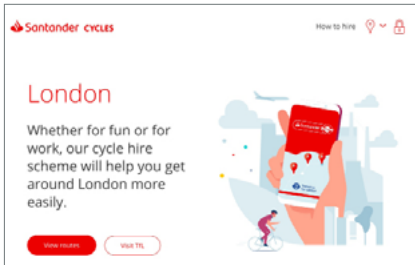 Santander CYCLES
How to hire
London
Whether for fun or for
work, our cycle hire
scheme will help you get
around London more
easily.
View routes
Visit TfL